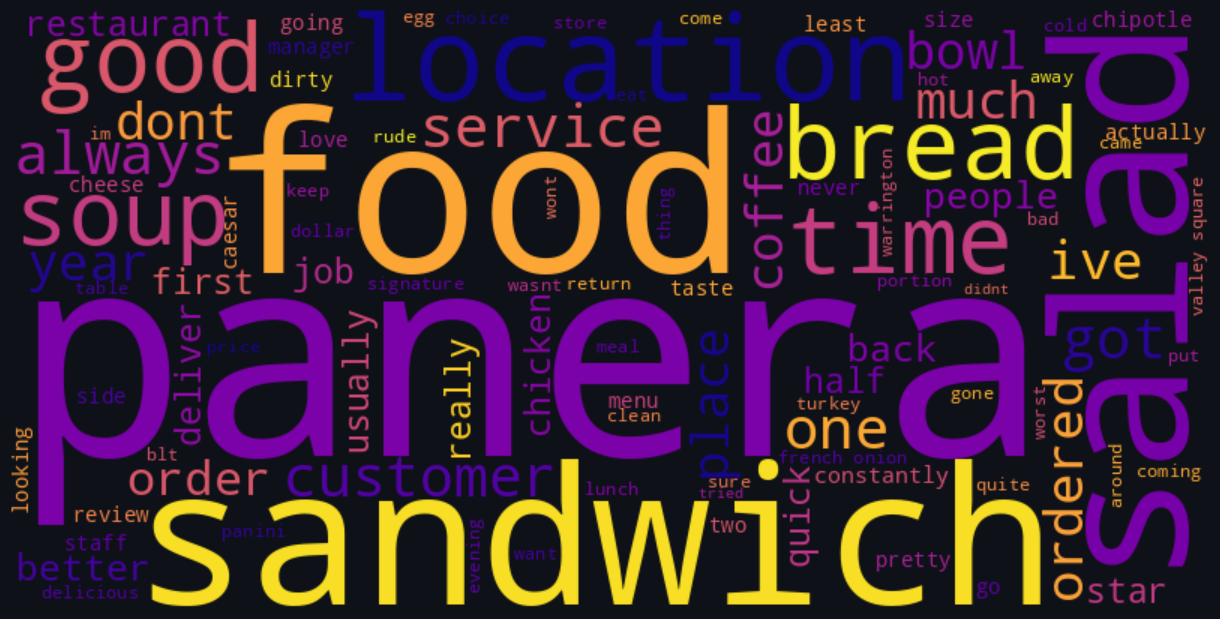 restaurant
going
egg
choice
store
come
least
size
cold
chipotle
good
manager
location
bowl
dirty
hot
away
eat
much
salad
dont
im
love
rude
service
coffee
bread
actually
came
always
food
cheese
keep
wont
thing
never
warrington
people
bad
valley square
soup
caesar
dollar
time
ive
year
table
first
job
signature
wasnt
return
taste
portion
didnt
panera
deliver
price
usually
really
chicken
meal
place
back
got
put
side
menu
clean
half
turkey
gone
worst
ordered
one
looking
blt
order
customer
french onion
sure
tried
constantly
quite
around
coming
lunch
quick
review
sandwich
two
staff
panini
evening
want
pretty
better
delicious
go
star